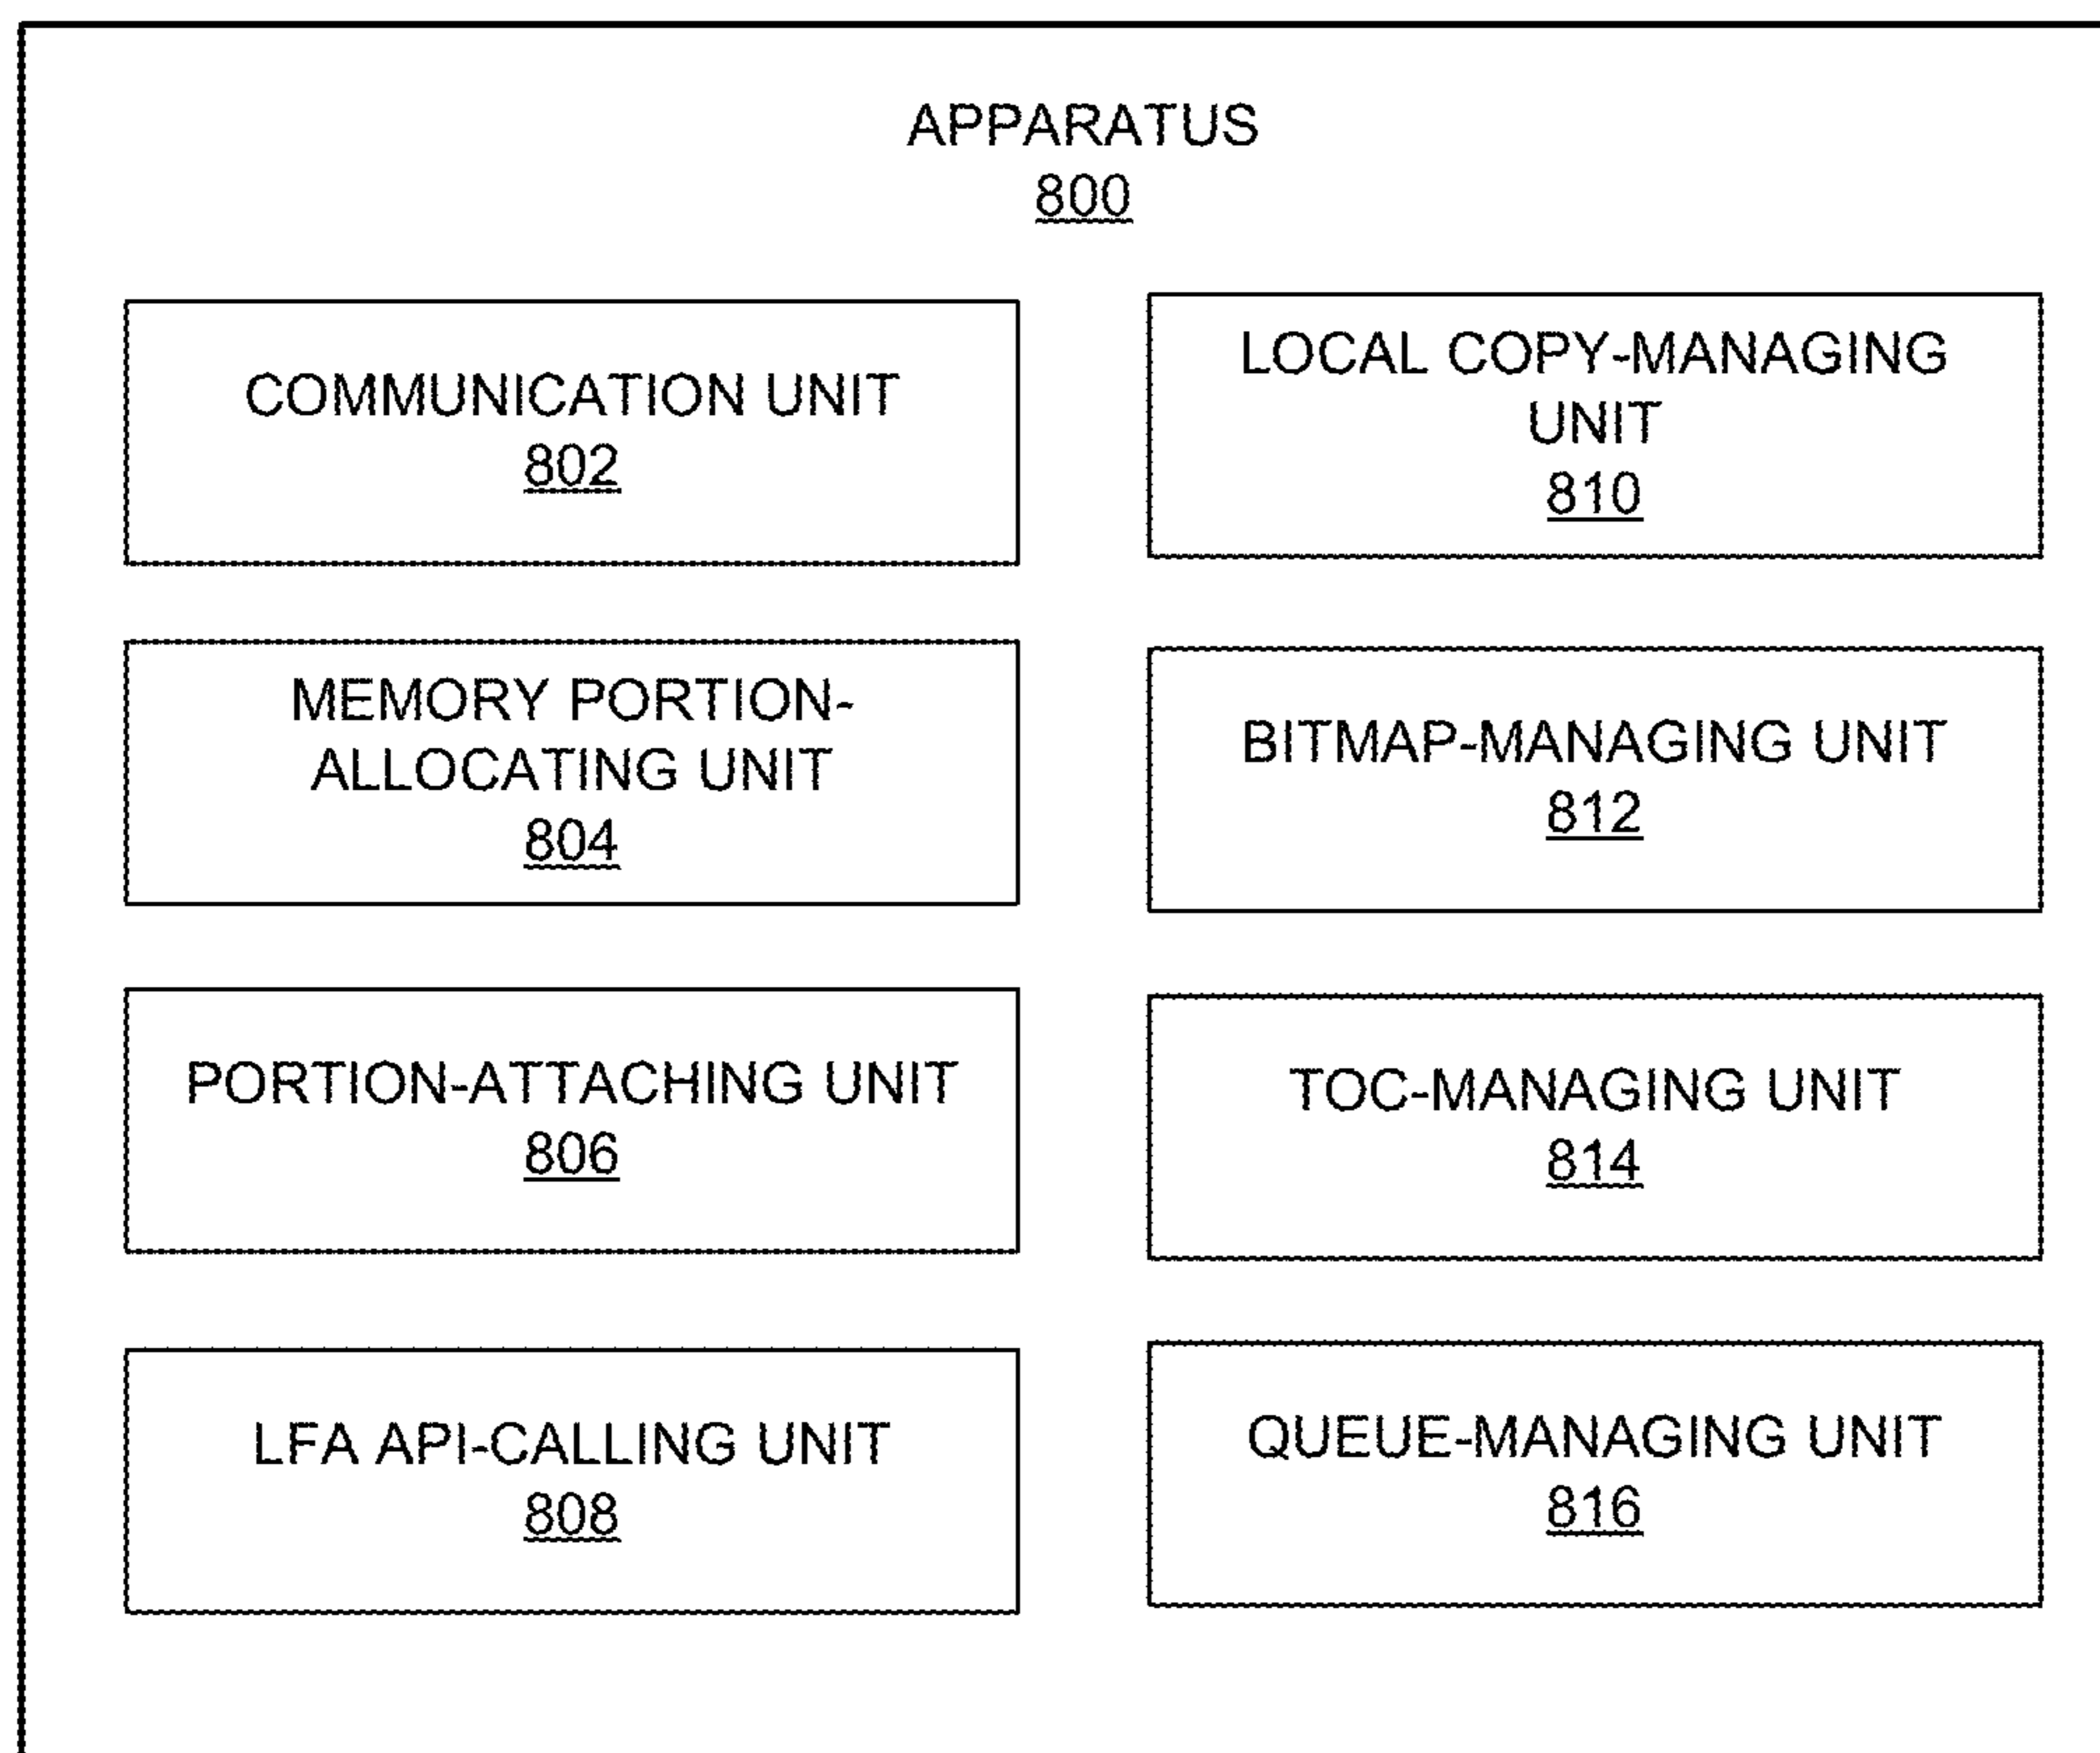 APPARATUS
800
COMMUNICATION UNIT
802
MEMORY PORTION-
ALLOCATING UNIT
804
PORTION-ATTACHING UNIT
806
LFA API-CALLING UNIT
808
LOCAL COPY-MANAGING
UNIT
810
BITMAP-MANAGING UNIT
812
TOC-MANAGING UNIT
814
QUEUE-MANAGING UNIT
816